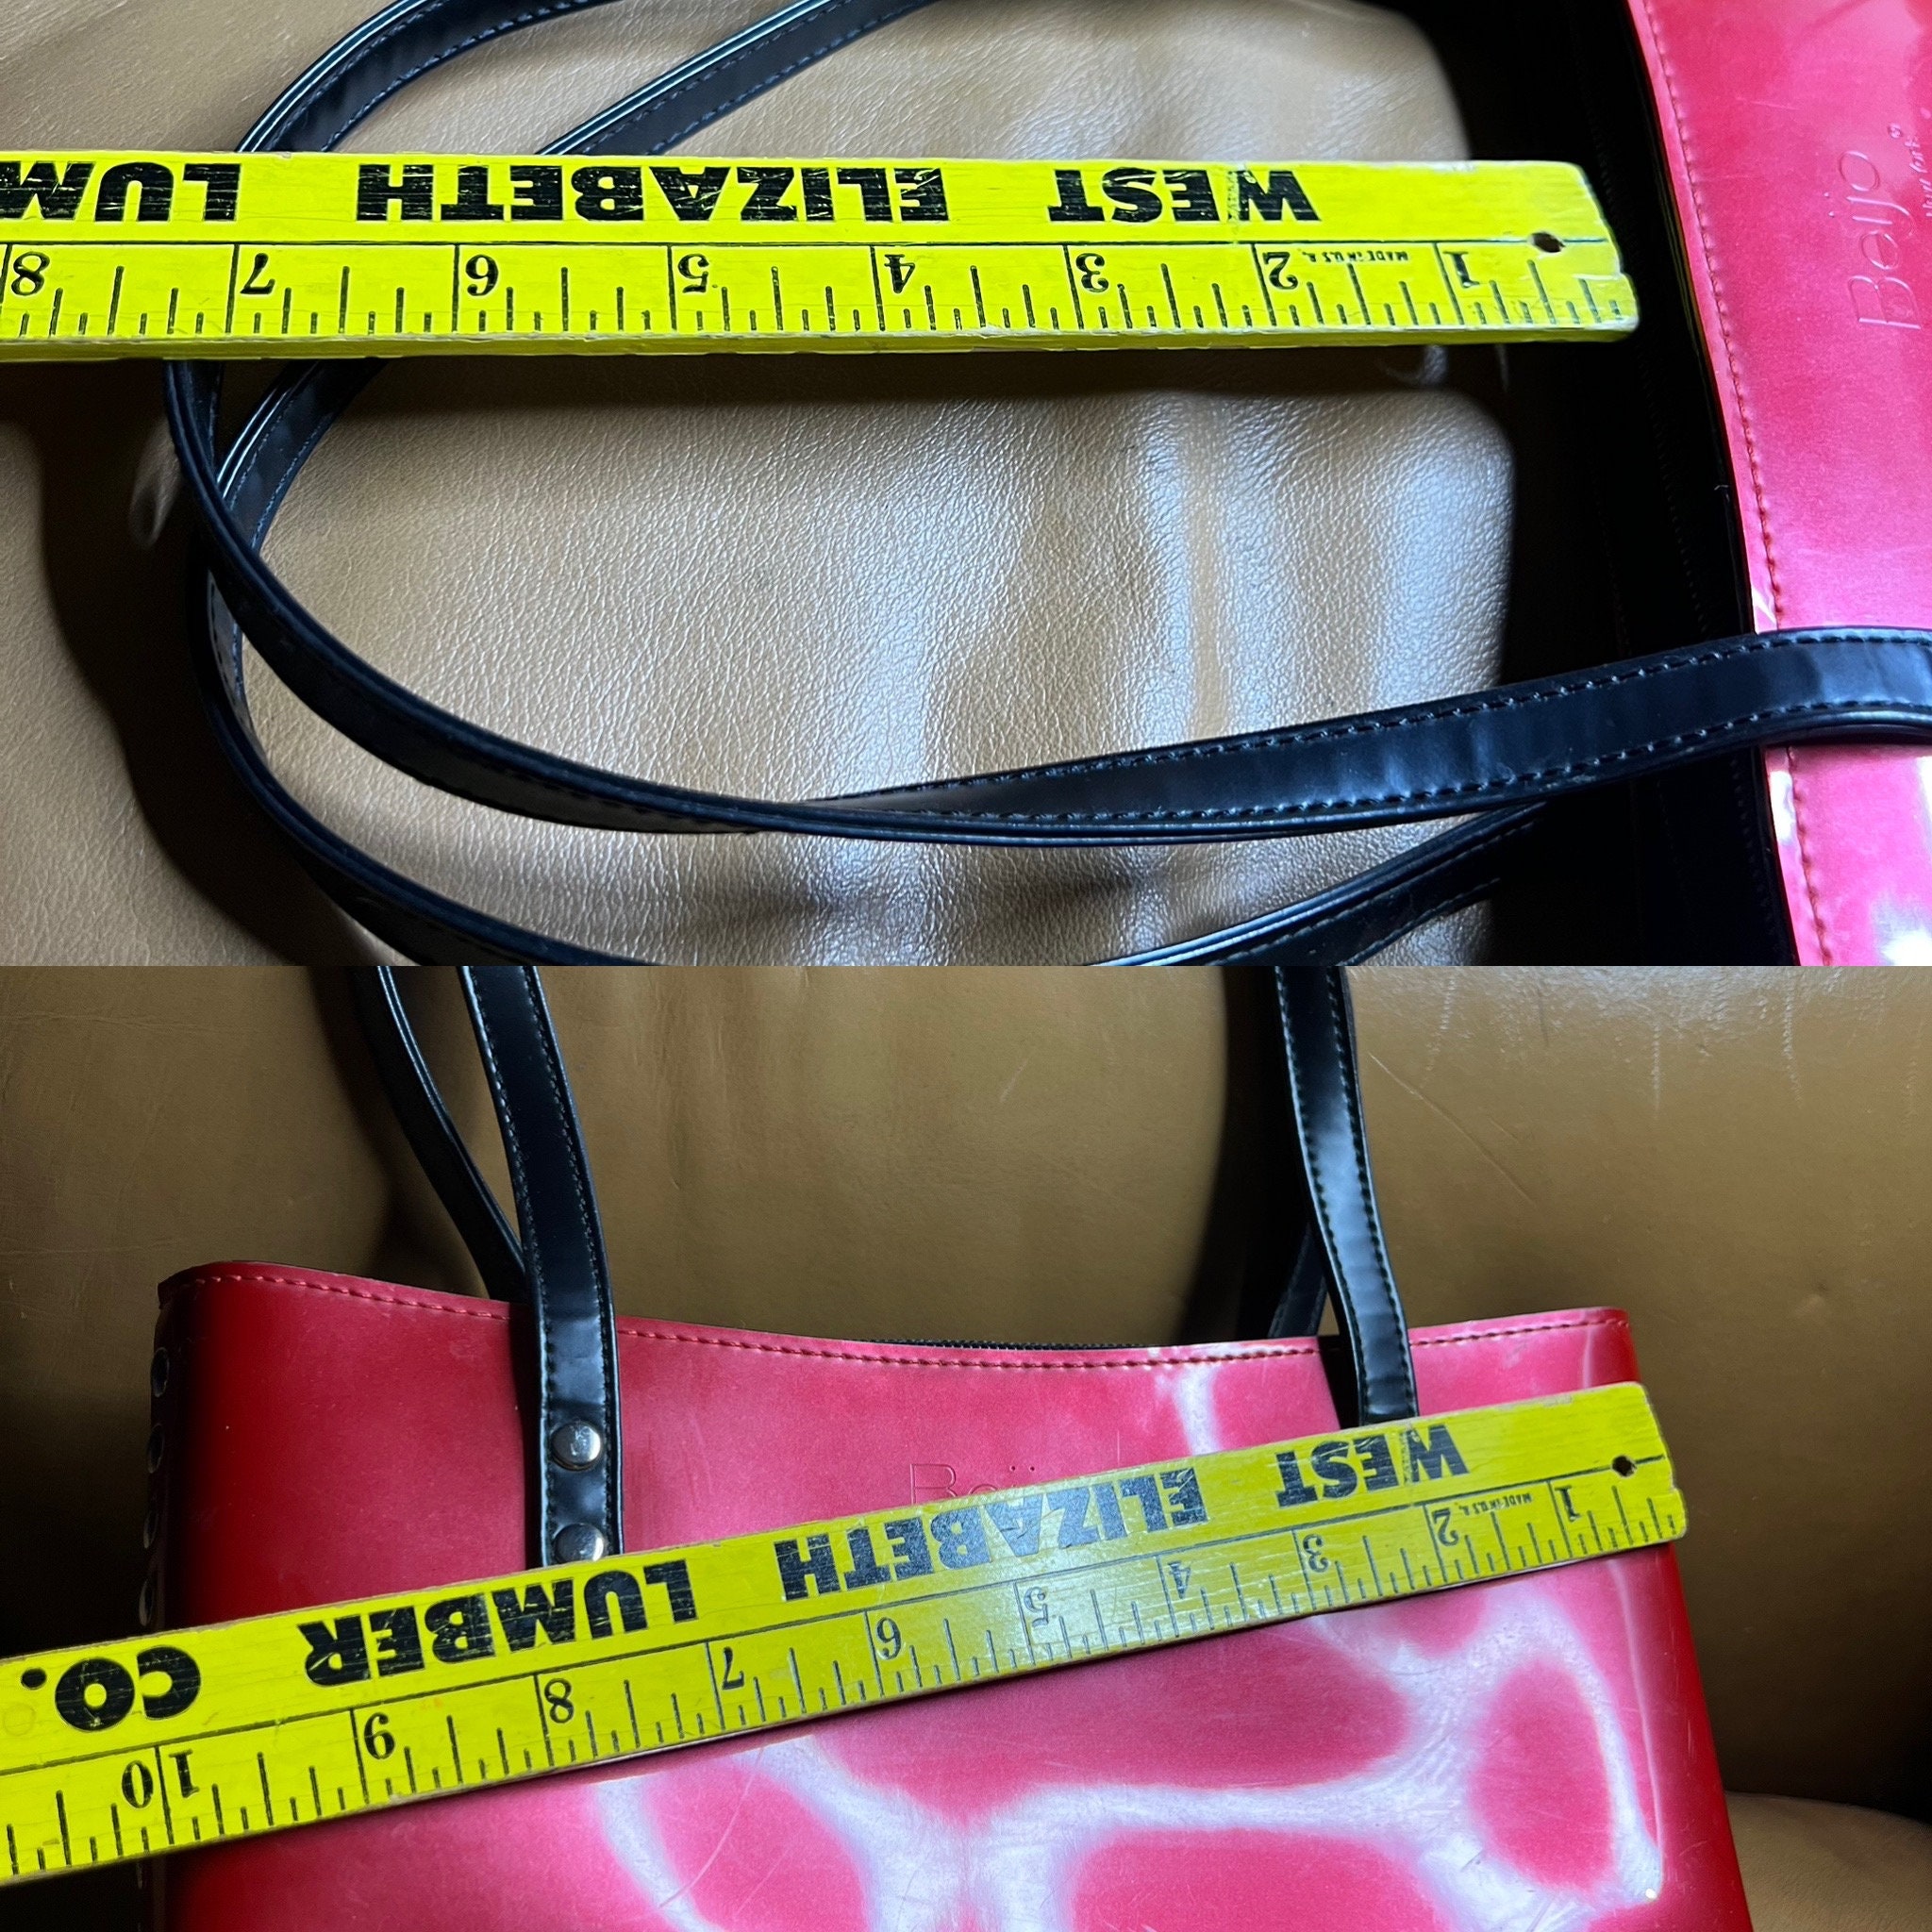 WEST ELIZABETH LUM
1 2 3 4 5 6 7 8
MADE IN U.S.A.
Beijo
WEST ELIZABETH LUMBER CO.
1 2 3 4 5 6 7 8 9 10
MADE IN U.S.A.
Beij